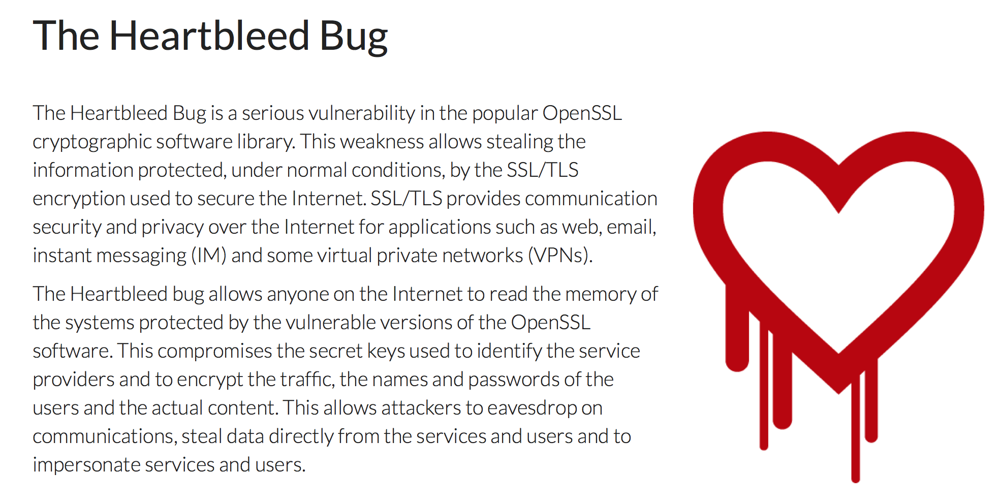 The Heartbleed Bug
The Heartbleed Bug is a serious vulnerability in the popular OpenSSL
cryptographic software library. This weakness allows stealing the
information protected, under normal conditions, by the SSL/TLS
encryption used to secure the Internet. SSL/TLS provides communication
security and privacy over the Internet for applications such as web, email,
instant messaging (IM) and some virtual private networks (VPNs).
The Heartbleed bug allows anyone on the Internet to read the memory of
the systems protected by the vulnerable versions of the OpenSSL
software. This compromises the secret keys used to identify the service
providers and to encrypt the traffic, the names and passwords of the
users and the actual content. This allows attackers to eavesdrop on
communications, steal data directly from the services and users and to
impersonate services and users.